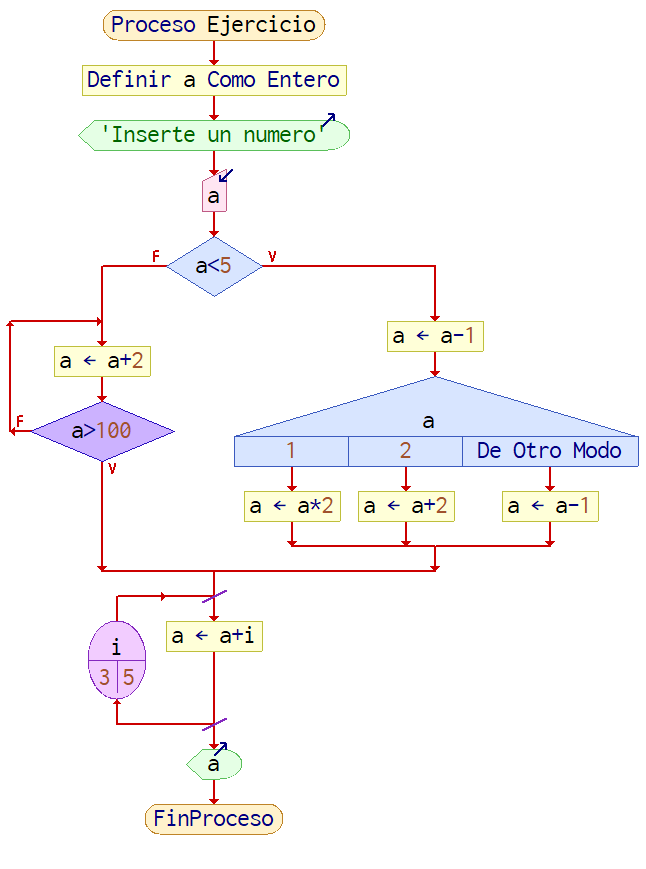 Proceso Ejercicio
Definir a Como Entero
'Inserte un numero'
a
a<5
F
V
a ← a+2
a>100
F
V
a ← a-1
a
1
2
De Otro Modo
a ← a*2
a ← a+2
a ← a-1
i
3 5
a ← a+i
a
FinProceso